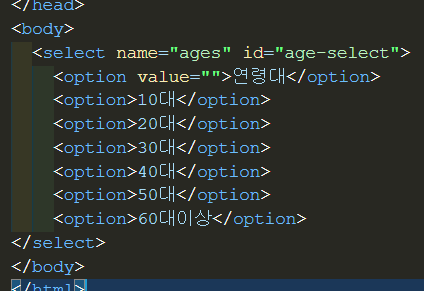 </head>
<body>
<select name="ages" id="age-select">
<option value="">연령대</option>
<option>10대</option>
<option>20대</option>
<option>30대</option>
<option>40대</option>
<option>50대</option>
<option>60대이상</option>
</select>
</body>
</html>